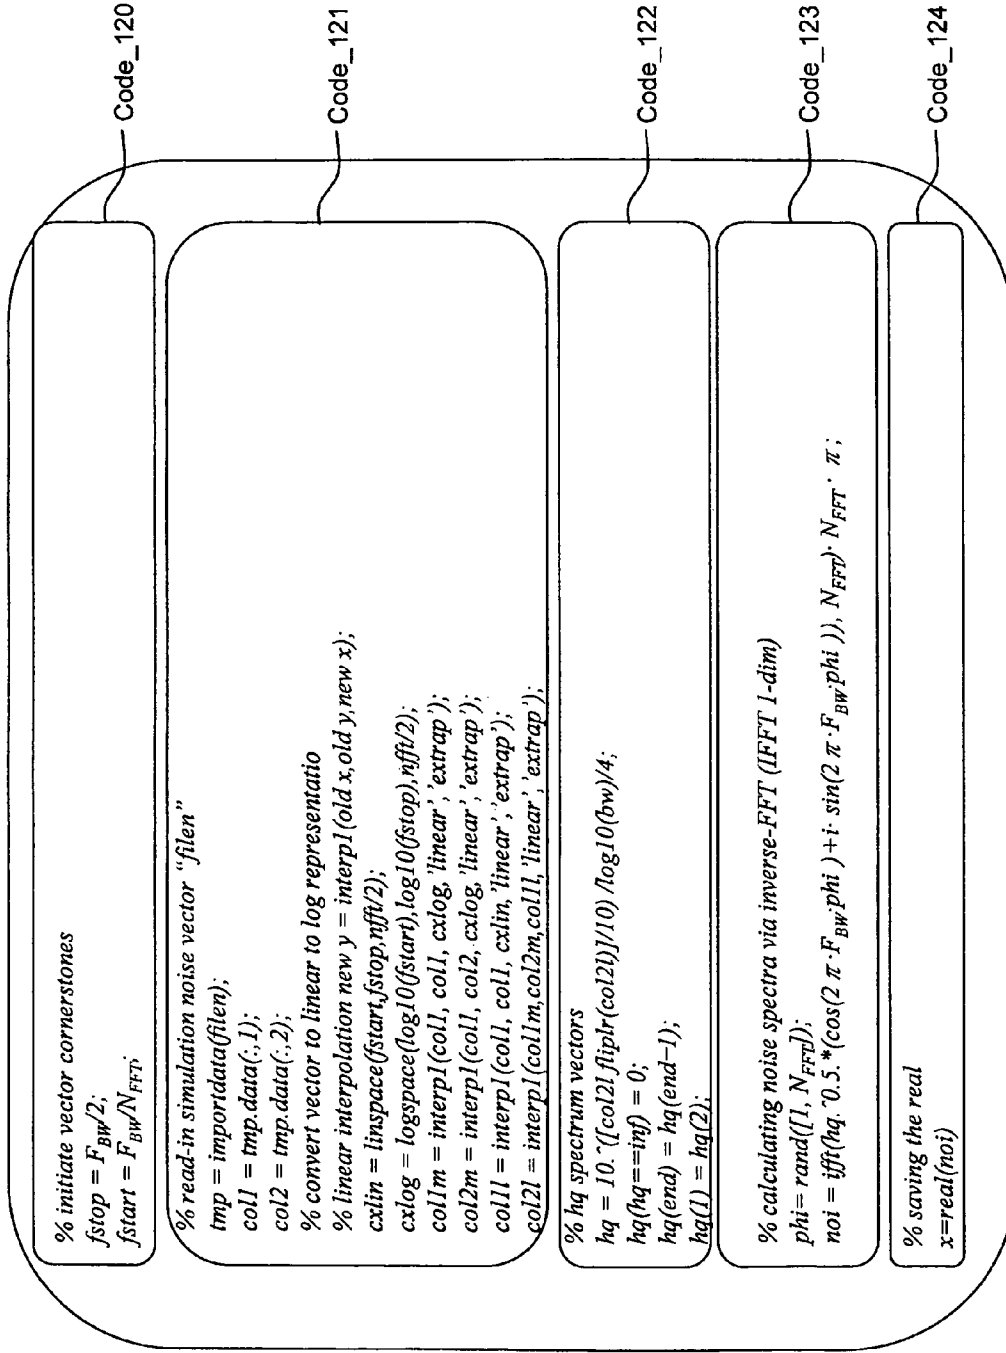 % initiate vector cornerstones
fstop = F_BW/2;
fstart = F_BW/N_FFT;
Code_120
% read-in simulation noise vector "filen"
tmp = importdata(filen);
col1 = tmp.data(:,1);
col2 = tmp.data(:,2);
% convert vector to linear to log representatio
% linear interpolation new y = interp1(old x,old y,new x);
cxlin = linspace(fstart,fstop,nfft/2);
cxlog = logspace(log10(fstart),log10(fstop),nfft/2);
col1m = interp1(col1, col1, cxlog, 'linear', 'extrap');
col2m = interp1(col1, col2, cxlog, 'linear', 'extrap');
col1l = interp1(col1, col1, cxlin, 'linear', 'extrap');
col2l = interp1(col1m,col2m,col1l, 'linear', 'extrap');
Code_121
% hq spectrum vectors
hq = 10.^([col2l fliplr(col2l)]/10) /log10(bw)/4;
hq(hq==inf) = 0;
hq(end) = hq(end-1);
hq(1) = hq(2);
Code_122
% calculating noise spectra via inverse-FFT (IFFT 1-dim)
phi= rand([1, N_FFT]);
noi = ifft(hq.^0.5.*(cos(2 π ·F_BW·phi )+i· sin(2 π ·F_BW·phi )), N_FFT)· N_FFT · π ;
Code_123
% saving the real
x=real(noi)
Code_124